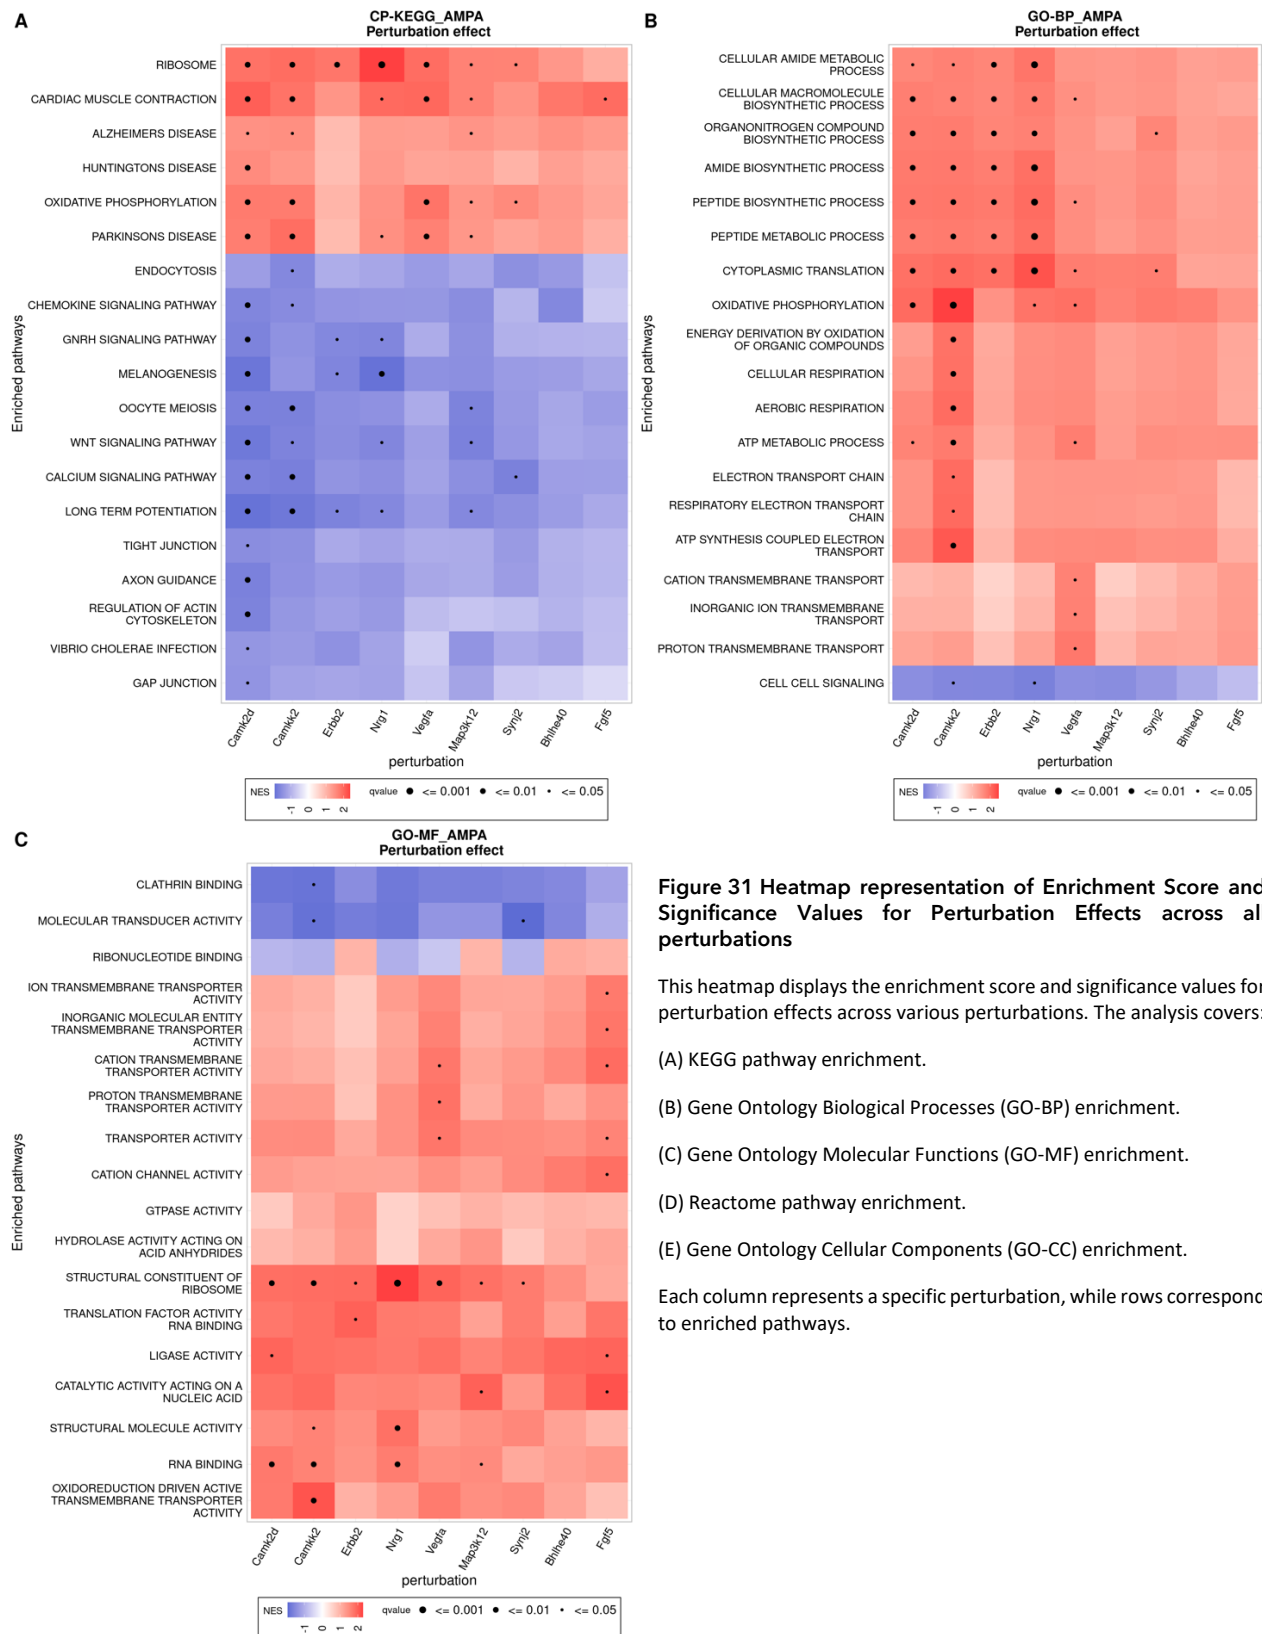 A
CP-KEGG_AMPA
Perturbation effect
Enriched pathways
RIBOSOME
CARDIAC MUSCLE CONTRACTION
ALZHEIMERS DISEASE
HUNTINGTONS DISEASE
OXIDATIVE PHOSPHORYLATION
PARKINSONS DISEASE
ENDOCYTOSIS
CHEMOKINE SIGNALING PATHWAY
GNRH SIGNALING PATHWAY
MELANOGENESIS
OOCYTE MEIOSIS
WNT SIGNALING PATHWAY
CALCIUM SIGNALING PATHWAY
LONG TERM POTENTIATION
TIGHT JUNCTION
AXON GUIDANCE
REGULATION OF ACTIN
CYTOSKELETON
VIBRIO CHOLERAE INFECTION
GAP JUNCTION
Camk2d
Camkk2
Erbb2
Nrg1
Vegfa
Map3k12
Synj2
Bhlhe40
Fgf5
perturbation
NES -1 0 1 2 qvalue <= 0.001 <= 0.01 <= 0.05
B
GO-BP_AMPA
Perturbation effect
Enriched pathways
CELLULAR AMIDE METABOLIC
PROCESS
CELLULAR MACROMOLECULE
BIOSYNTHETIC PROCESS
ORGANONITROGEN COMPOUND
BIOSYNTHETIC PROCESS
AMIDE BIOSYNTHETIC PROCESS
PEPTIDE BIOSYNTHETIC PROCESS
PEPTIDE METABOLIC PROCESS
CYTOPLASMIC TRANSLATION
OXIDATIVE PHOSPHORYLATION
ENERGY DERIVATION BY OXIDATION
OF ORGANIC COMPOUNDS
CELLULAR RESPIRATION
AEROBIC RESPIRATION
ATP METABOLIC PROCESS
ELECTRON TRANSPORT CHAIN
RESPIRATORY ELECTRON TRANSPORT
CHAIN
ATP SYNTHESIS COUPLED ELECTRON
TRANSPORT
CATION TRANSMEMBRANE TRANSPORT
INORGANIC ION TRANSMEMBRANE
TRANSPORT
PROTON TRANSMEMBRANE TRANSPORT
CELL CELL SIGNALING
Camk2d
Camkk2
Erbb2
Nrg1
Vegfa
Map3k12
Synj2
Bhlhe40
Fgf5
perturbation
NES -1 0 1 2 qvalue <= 0.001 <= 0.01 <= 0.05
C
GO-MF_AMPA
Perturbation effect
Enriched pathways
CLATHRIN BINDING
MOLECULAR TRANSDUCER ACTIVITY
RIBONUCLEOTIDE BINDING
ION TRANSMEMBRANE TRANSPORTER
ACTIVITY
INORGANIC MOLECULAR ENTITY
TRANSMEMBRANE TRANSPORTER
ACTIVITY
CATION TRANSMEMBRANE
TRANSPORTER ACTIVITY
PROTON TRANSMEMBRANE
TRANSPORTER ACTIVITY
TRANSPORTER ACTIVITY
CATION CHANNEL ACTIVITY
GTPASE ACTIVITY
HYDROLASE ACTIVITY ACTING ON
ACID ANHYDRIDES
STRUCTURAL CONSTITUENT OF
RIBOSOME
TRANSLATION FACTOR ACTIVITY
RNA BINDING
LIGASE ACTIVITY
CATALYTIC ACTIVITY ACTING ON A
NUCLEIC ACID
STRUCTURAL MOLECULE ACTIVITY
RNA BINDING
OXIDOREDUCTION DRIVEN ACTIVE
TRANSMEMBRANE TRANSPORTER
ACTIVITY
Camk2d
Camkk2
Erbb2
Nrg1
Vegfa
Map3k12
Synj2
Bhlhe40
Fgf5
perturbation
NES -1 0 1 2 qvalue <= 0.001 <= 0.01 <= 0.05
Figure 31 Heatmap representation of Enrichment Score and
Significance Values for Perturbation Effects across al
perturbations
This heatmap displays the enrichment score and significance values for
perturbation effects across various perturbations. The analysis covers:
(A) KEGG pathway enrichment.
(B) Gene Ontology Biological Processes (GO-BP) enrichment.
(C) Gene Ontology Molecular Functions (GO-MF) enrichment.
(D) Reactome pathway enrichment.
(E) Gene Ontology Cellular Components (GO-CC) enrichment.
Each column represents a specific perturbation, while rows correspond
to enriched pathways.